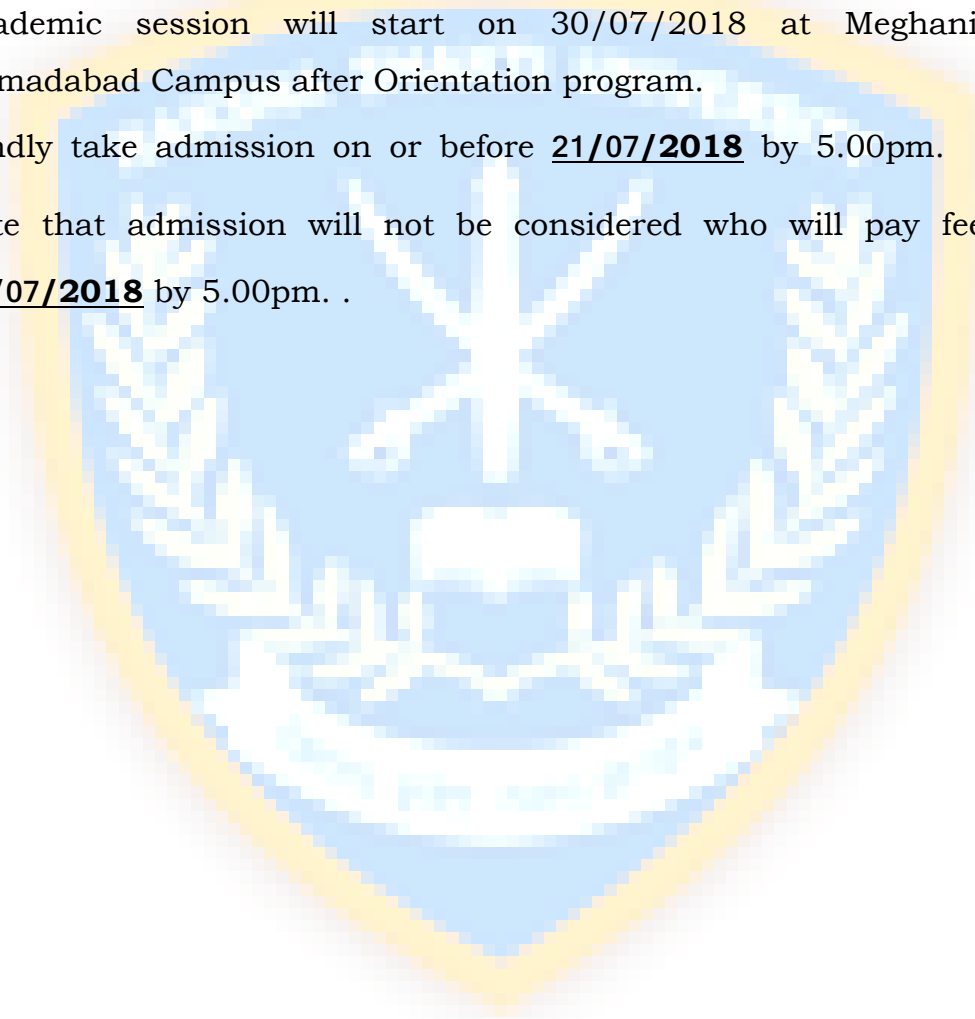 ademic session will start on 30/07/2018 at Meghani
madabad Campus after Orientation program.
ndly take admission on or before 21/07/2018 by 5.00pm.
te that admission will not be considered who will pay fee
/07/2018 by 5.00pm. .